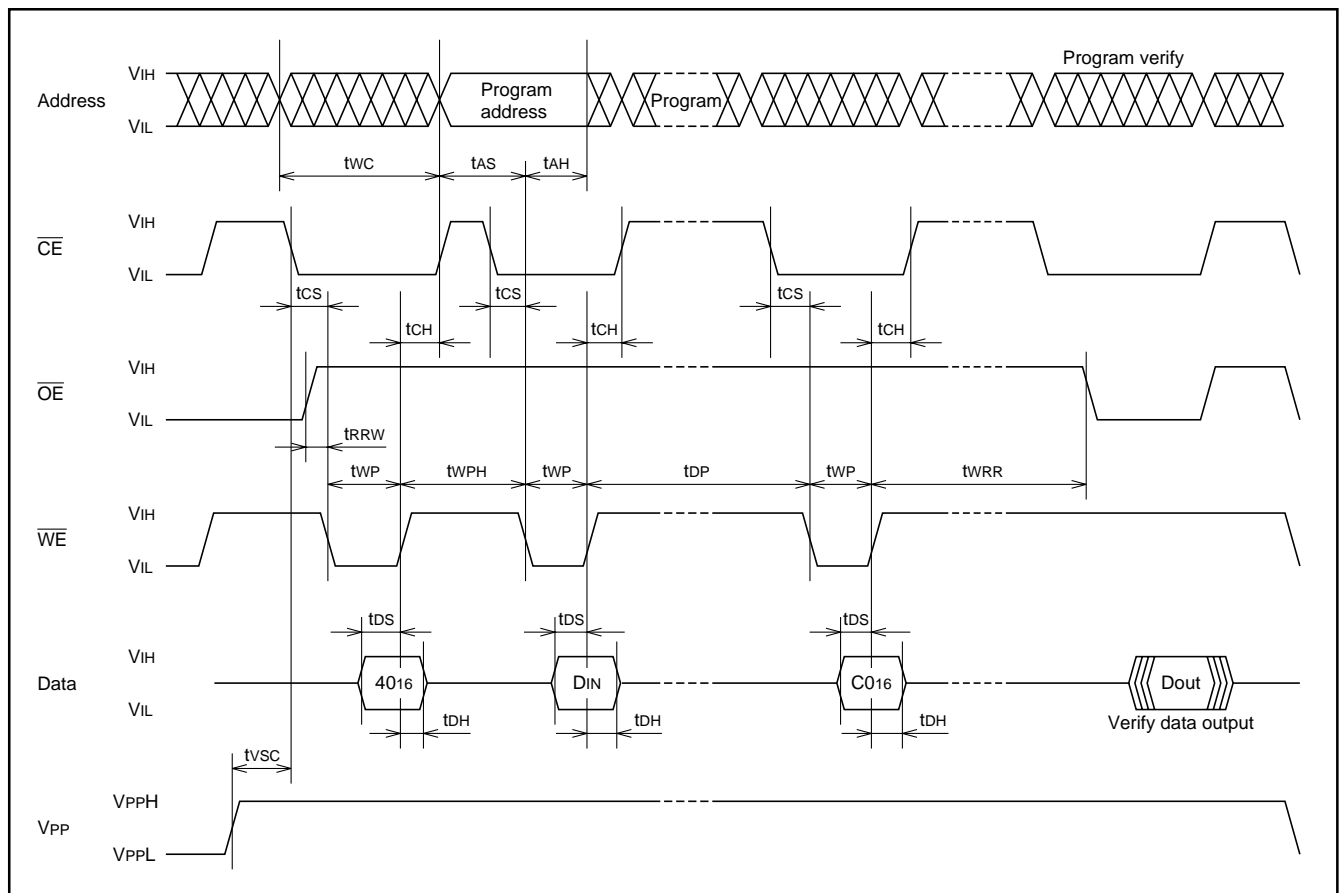 Program verify
VIH
Address
Program address
Program
VIL
tWC
tAS
tAH
VIH
CE
VIL
tCS
tCS
tCS
tCH
tCH
tCH
VIH
OE
VIL
tRRW
tWP
tWPH
tWP
tDP
tWP
tWRR
VIH
WE
VIL
tDS
tDS
tDS
VIH
Data
4016
DIN
C016
Dout
VIL
Verify data output
tDH
tDH
tDH
tVSC
VPPH
VPP
VPPL